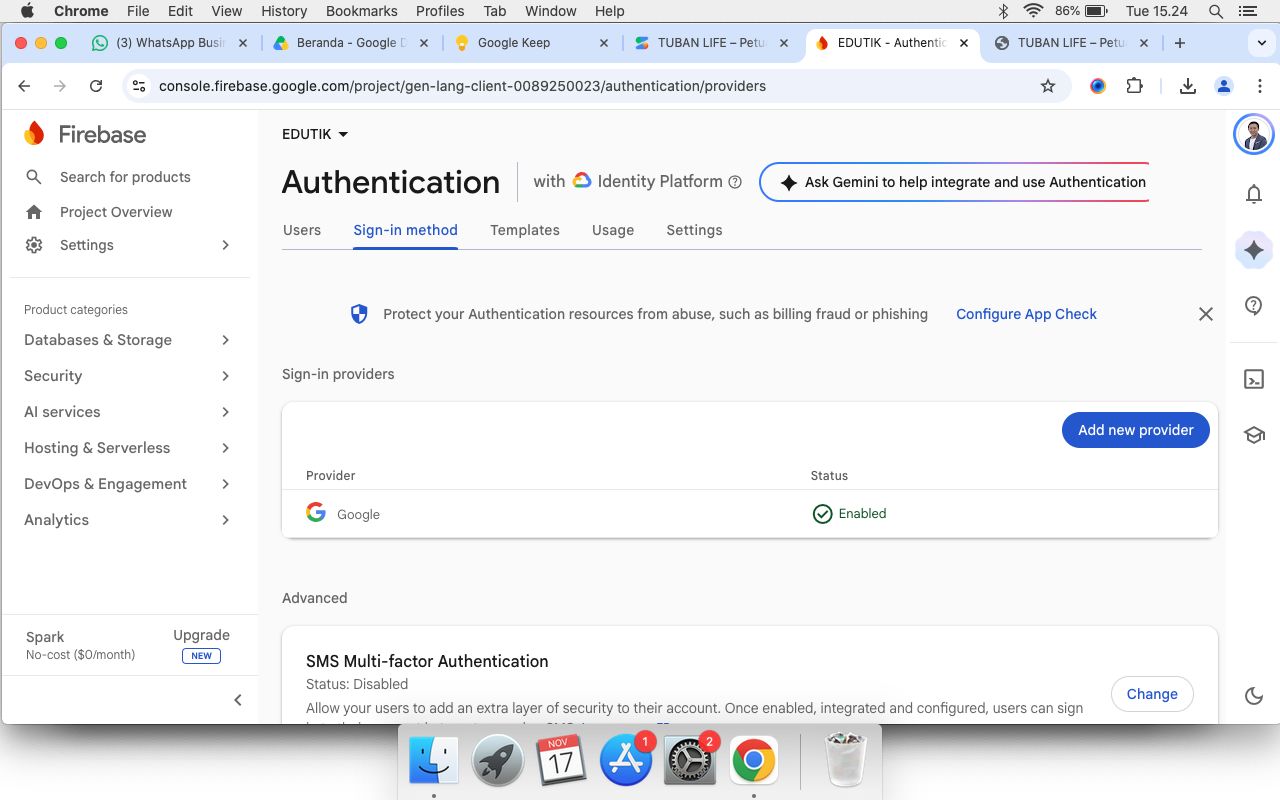 Chrome File Edit View History Bookmarks Profiles Tab Window Help 86% Tue 15.24
(3) WhatsApp Busi Beranda - Google D Google Keep TUBAN LIFE – Petua EDUTIK - Authentic TUBAN LIFE – Petua
console.firebase.google.com/project/gen-lang-client-0089250023/authentication/providers
Firebase
Search for products
Project Overview
Settings
Product categories
Databases & Storage
Security
AI services
Hosting & Serverless
DevOps & Engagement
Analytics
Spark
No-cost ($0/month)
Upgrade
NEW
EDUTIK
Authentication
with Identity Platform
Ask Gemini to help integrate and use Authentication
Users Sign-in method Templates Usage Settings
Protect your Authentication resources from abuse, such as billing fraud or phishing Configure App Check
Sign-in providers
Add new provider
Provider Status
Google Enabled
Advanced
SMS Multi-factor Authentication
Status: Disabled
Allow your users to add an extra layer of security to their account. Once enabled, integrated and configured, users can sign
Change
NOV
17
1
2